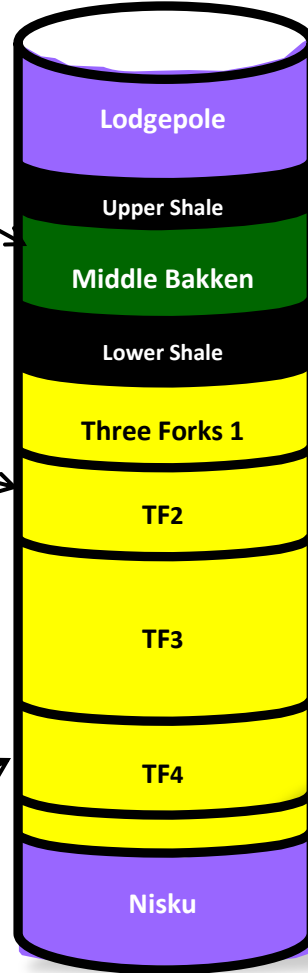 Lodgepole
Upper Shale
Middle Bakken
Lower Shale
Three Forks 1
TF2
TF3
TF4
Nisku